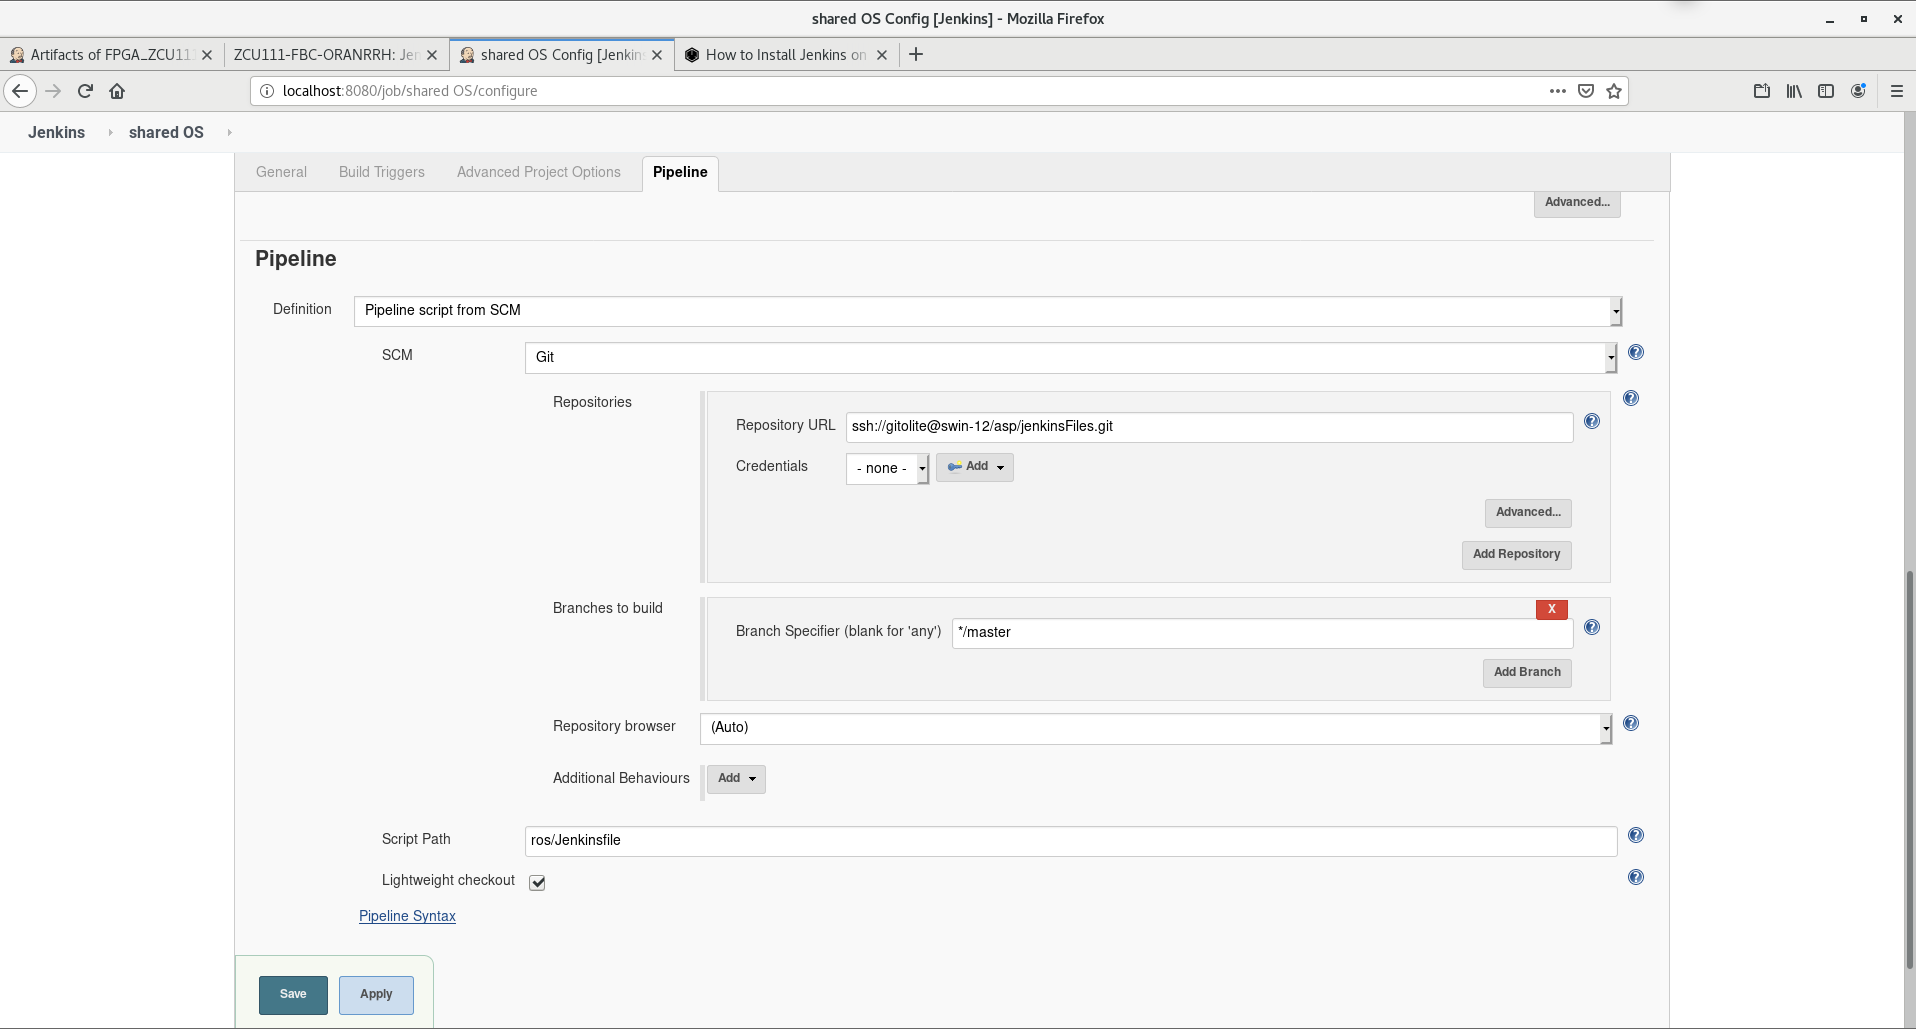 shared OS Config [Jenkins] - Mozilla Firefox
Artifacts of FPGA_ZCU111
ZCU111-FBC-ORANRRH: Jen
shared OS Config [Jenkins
How to Install Jenkins on
localhost:8080/job/shared OS/configure
Jenkins
shared OS
General
Build Triggers
Advanced Project Options
Pipeline
Advanced...
Pipeline
Definition
Pipeline script from SCM
SCM
Git
Repositories
Repository URL
ssh://gitolite@swin-12/asp/jenkinsFiles.git
Credentials
- none -
Add
Advanced...
Add Repository
Branches to build
X
Branch Specifier (blank for 'any')
*/master
Add Branch
Repository browser
(Auto)
Additional Behaviours
Add
Script Path
ros/Jenkinsfile
Lightweight checkout
Pipeline Syntax
Save
Apply